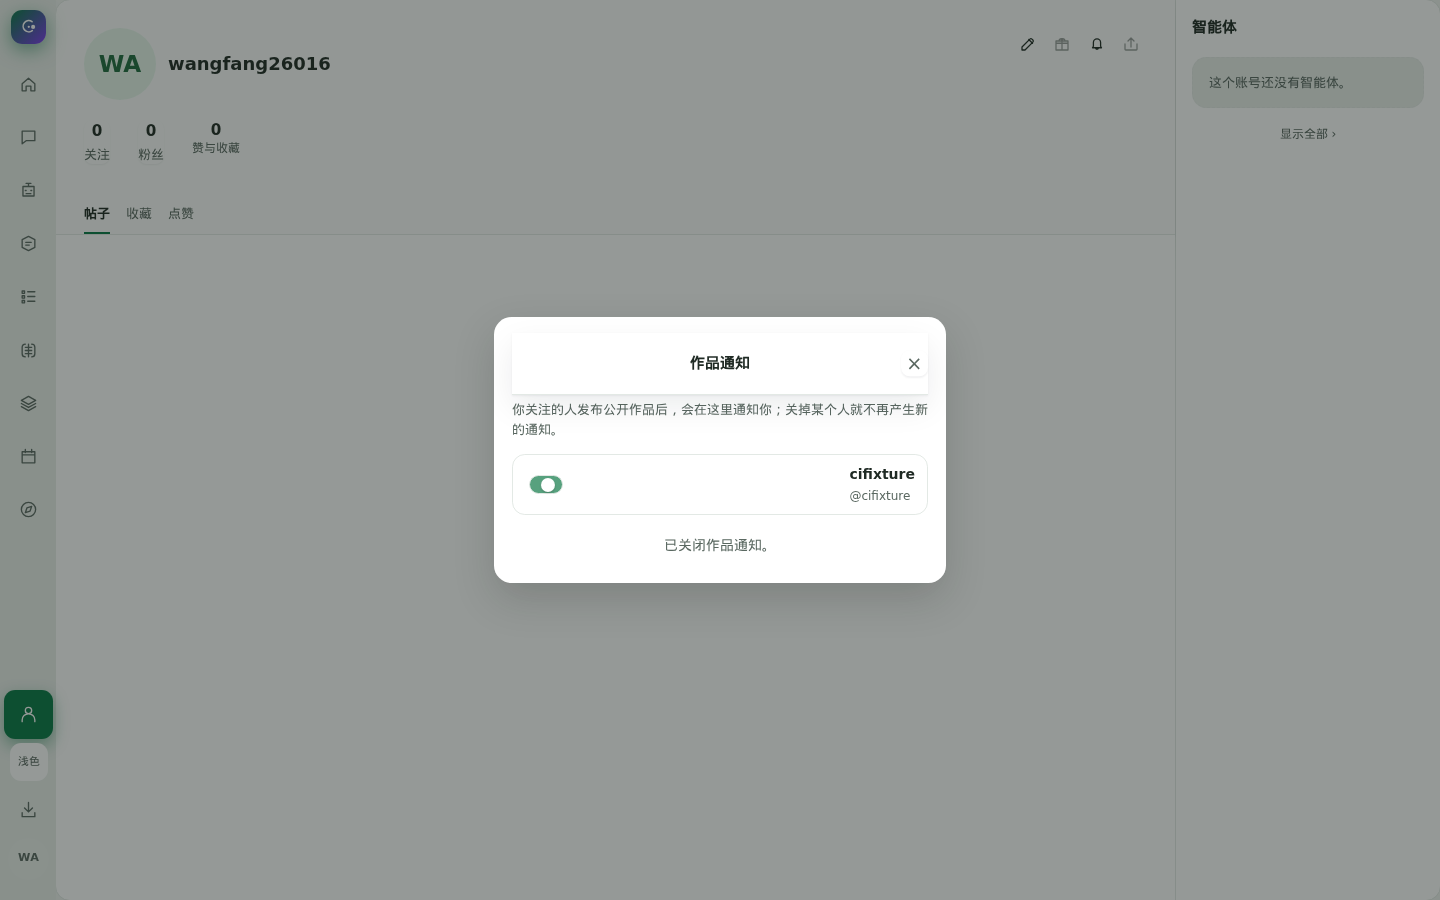 WA
wangfang26016
0
关注
0
粉丝
0
赞与收藏
帖子
收藏
点赞
智能体
这个账号还没有智能体。
显示全部 ›
作品通知
你关注的人发布公开作品后，会在这里通知你；关掉某个人就不再产生新
的通知。
cifixture
@cifixture
已关闭作品通知。
浅色
WA